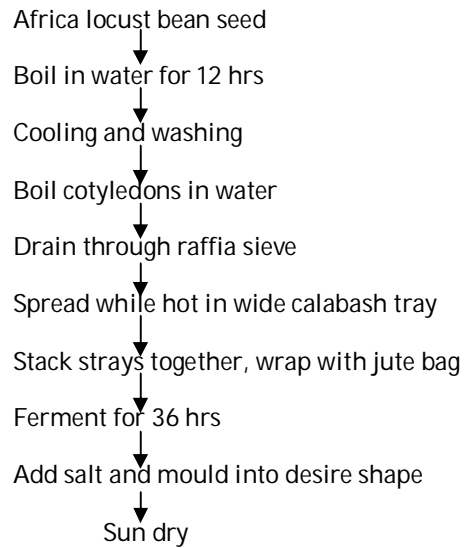 Africa locust bean seed
Boil in water for 12 hrs
Cooling and washing
Boil cotyledons in water
Drain through raffia sieve
Spread while hot in wide calabash tray
Stack strays together, wrap with jute bag
Ferment for 36 hrs
Add salt and mould into desire shape
Sun dry